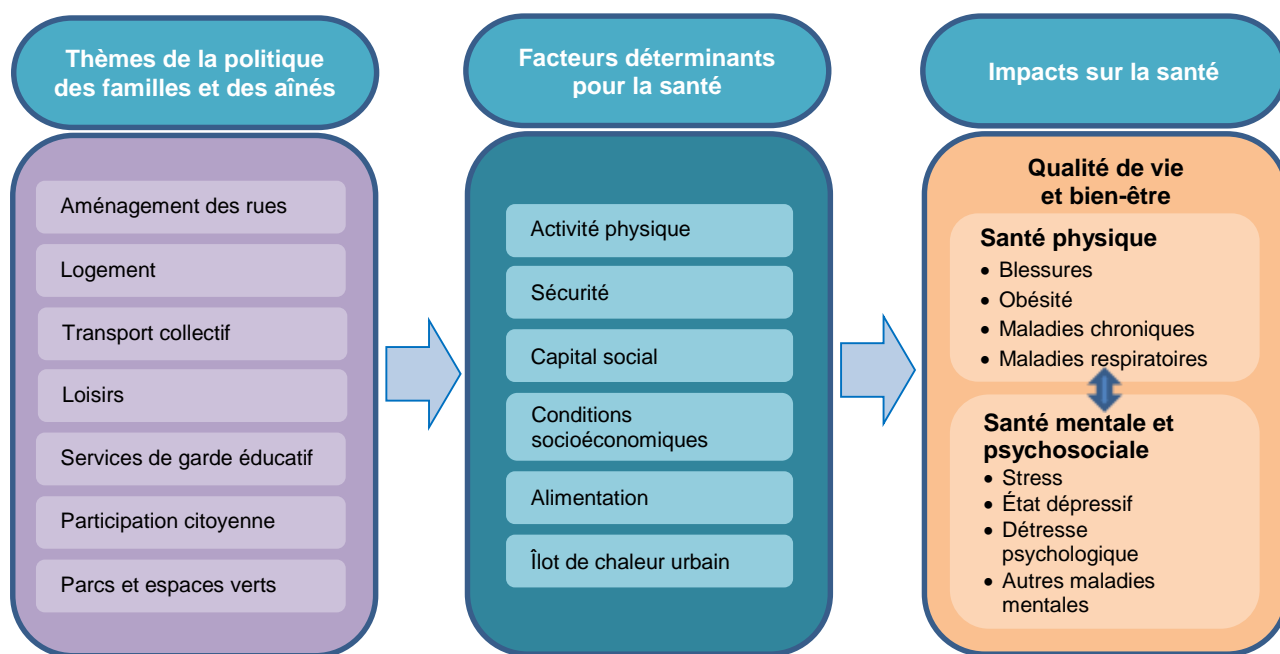 Thèmes de la politique
des familles et des aînés
Aménagement des rues
Logement
Transport collectif
Loisirs
Services de garde éducatif
Participation citoyenne
Parcs et espaces verts
Facteurs déterminants
pour la santé
Activité physique
Sécurité
Capital social
Conditions
socioéconomiques
Alimentation
Îlot de chaleur urbain
Impacts sur la santé
Qualité de vie
et bien-être
Santé physique
• Blessures
• Obésité
• Maladies chroniques
• Maladies respiratoires
Santé mentale et
psychosociale
• Stress
• État dépressif
• Détresse
psychologique
• Autres maladies
mentales